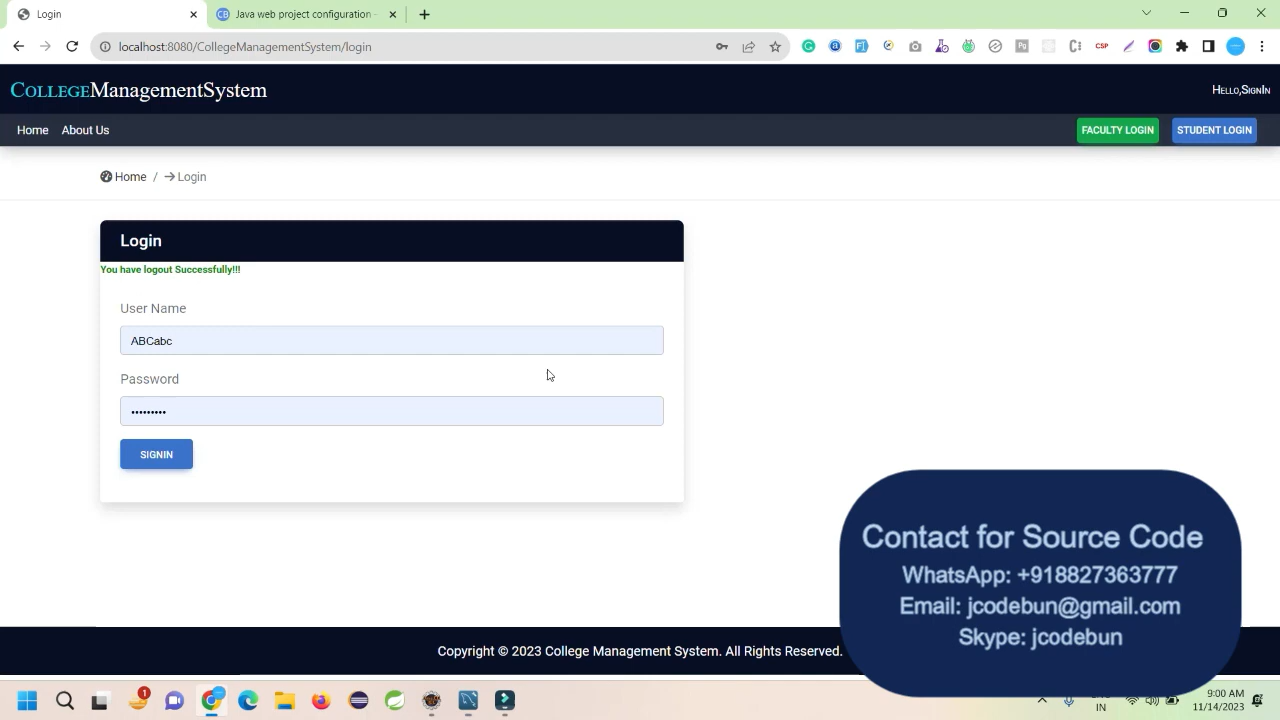 Login
Java web project configuration
localhost:8080/CollegeManagementSystem/login
CSP
COLLEGEManagementSystem
HELLO,SIGNIN
Home About Us
FACULTY LOGIN STUDENT LOGIN
Home / Login
Login
You have logout Successfully!!!
User Name
ABCabc
Password
•••••••••
SIGNIN
Contact for Source Code
WhatsApp: +918827363777
Email: jcodebun@gmail.com
Skype: jcodebun
Copyright © 2023 College Management System. All Rights Reserved.
1
IN
9:00 AM
11/14/2023